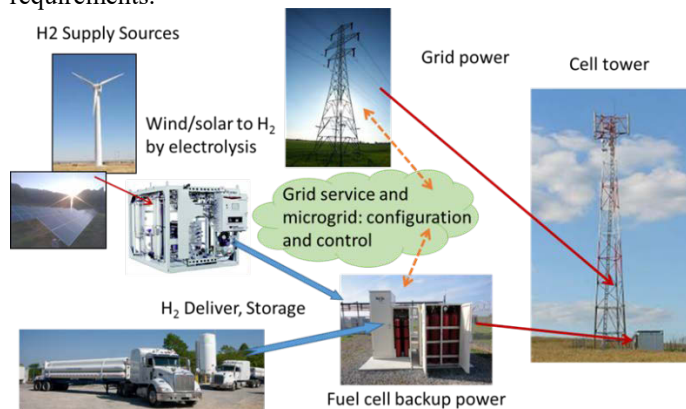 requirements.
H2 Supply Sources
Grid power
Cell tower
Wind/solar to H₂
by electrolysis
Grid service and
microgrid: configuration
and control
H₂ Deliver, Storage
Fuel cell backup power